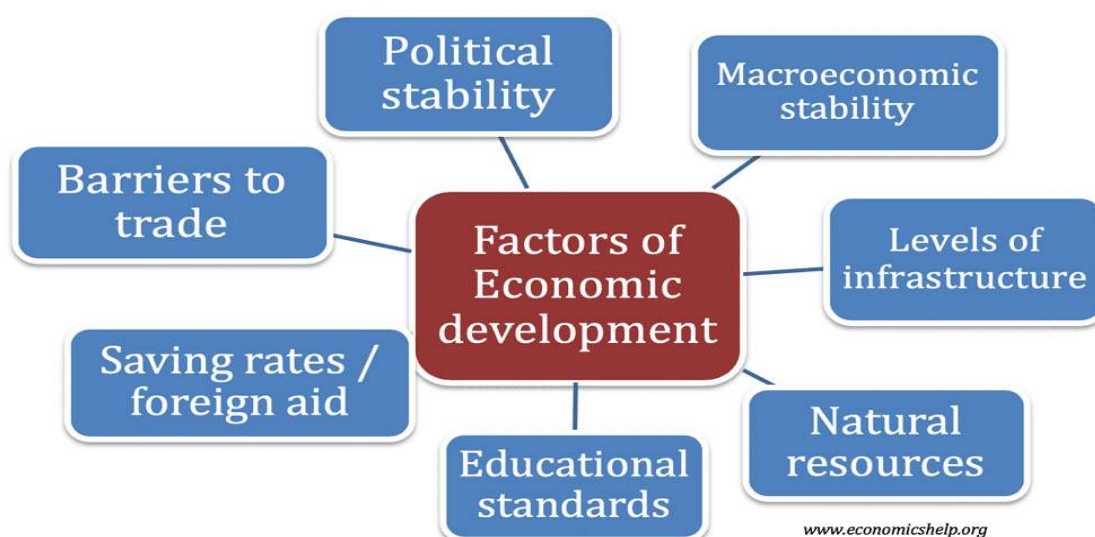 Political
stability
Macroeconomic
stability
Barriers to
trade
Factors of
Economic
development
Levels of
infrastructure
Saving rates /
foreign aid
Educational
standards
Natural
resources
www.economicshelp.org